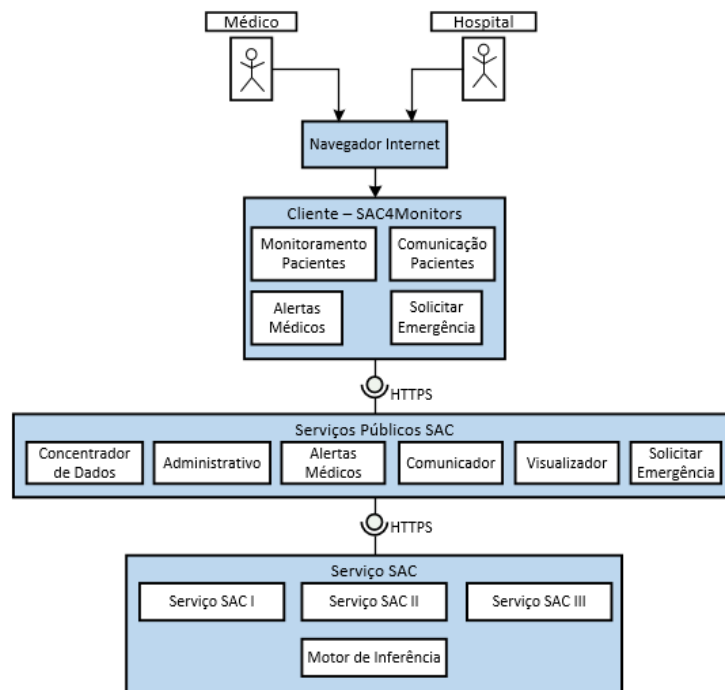 Médico
Hospital
Navegador Internet
Cliente – SAC4Monitors
Monitoramento
Pacientes
Comunicação
Pacientes
Alertas
Médicos
Solicitar
Emergência
HTTPS
Serviços Públicos SAC
Concentrador
de Dados
Administrativo
Alertas
Médicos
Comunicador
Visualizador
Solicitar
Emergência
HTTPS
Serviço SAC
Serviço SAC I
Serviço SAC II
Serviço SAC III
Motor de Inferência